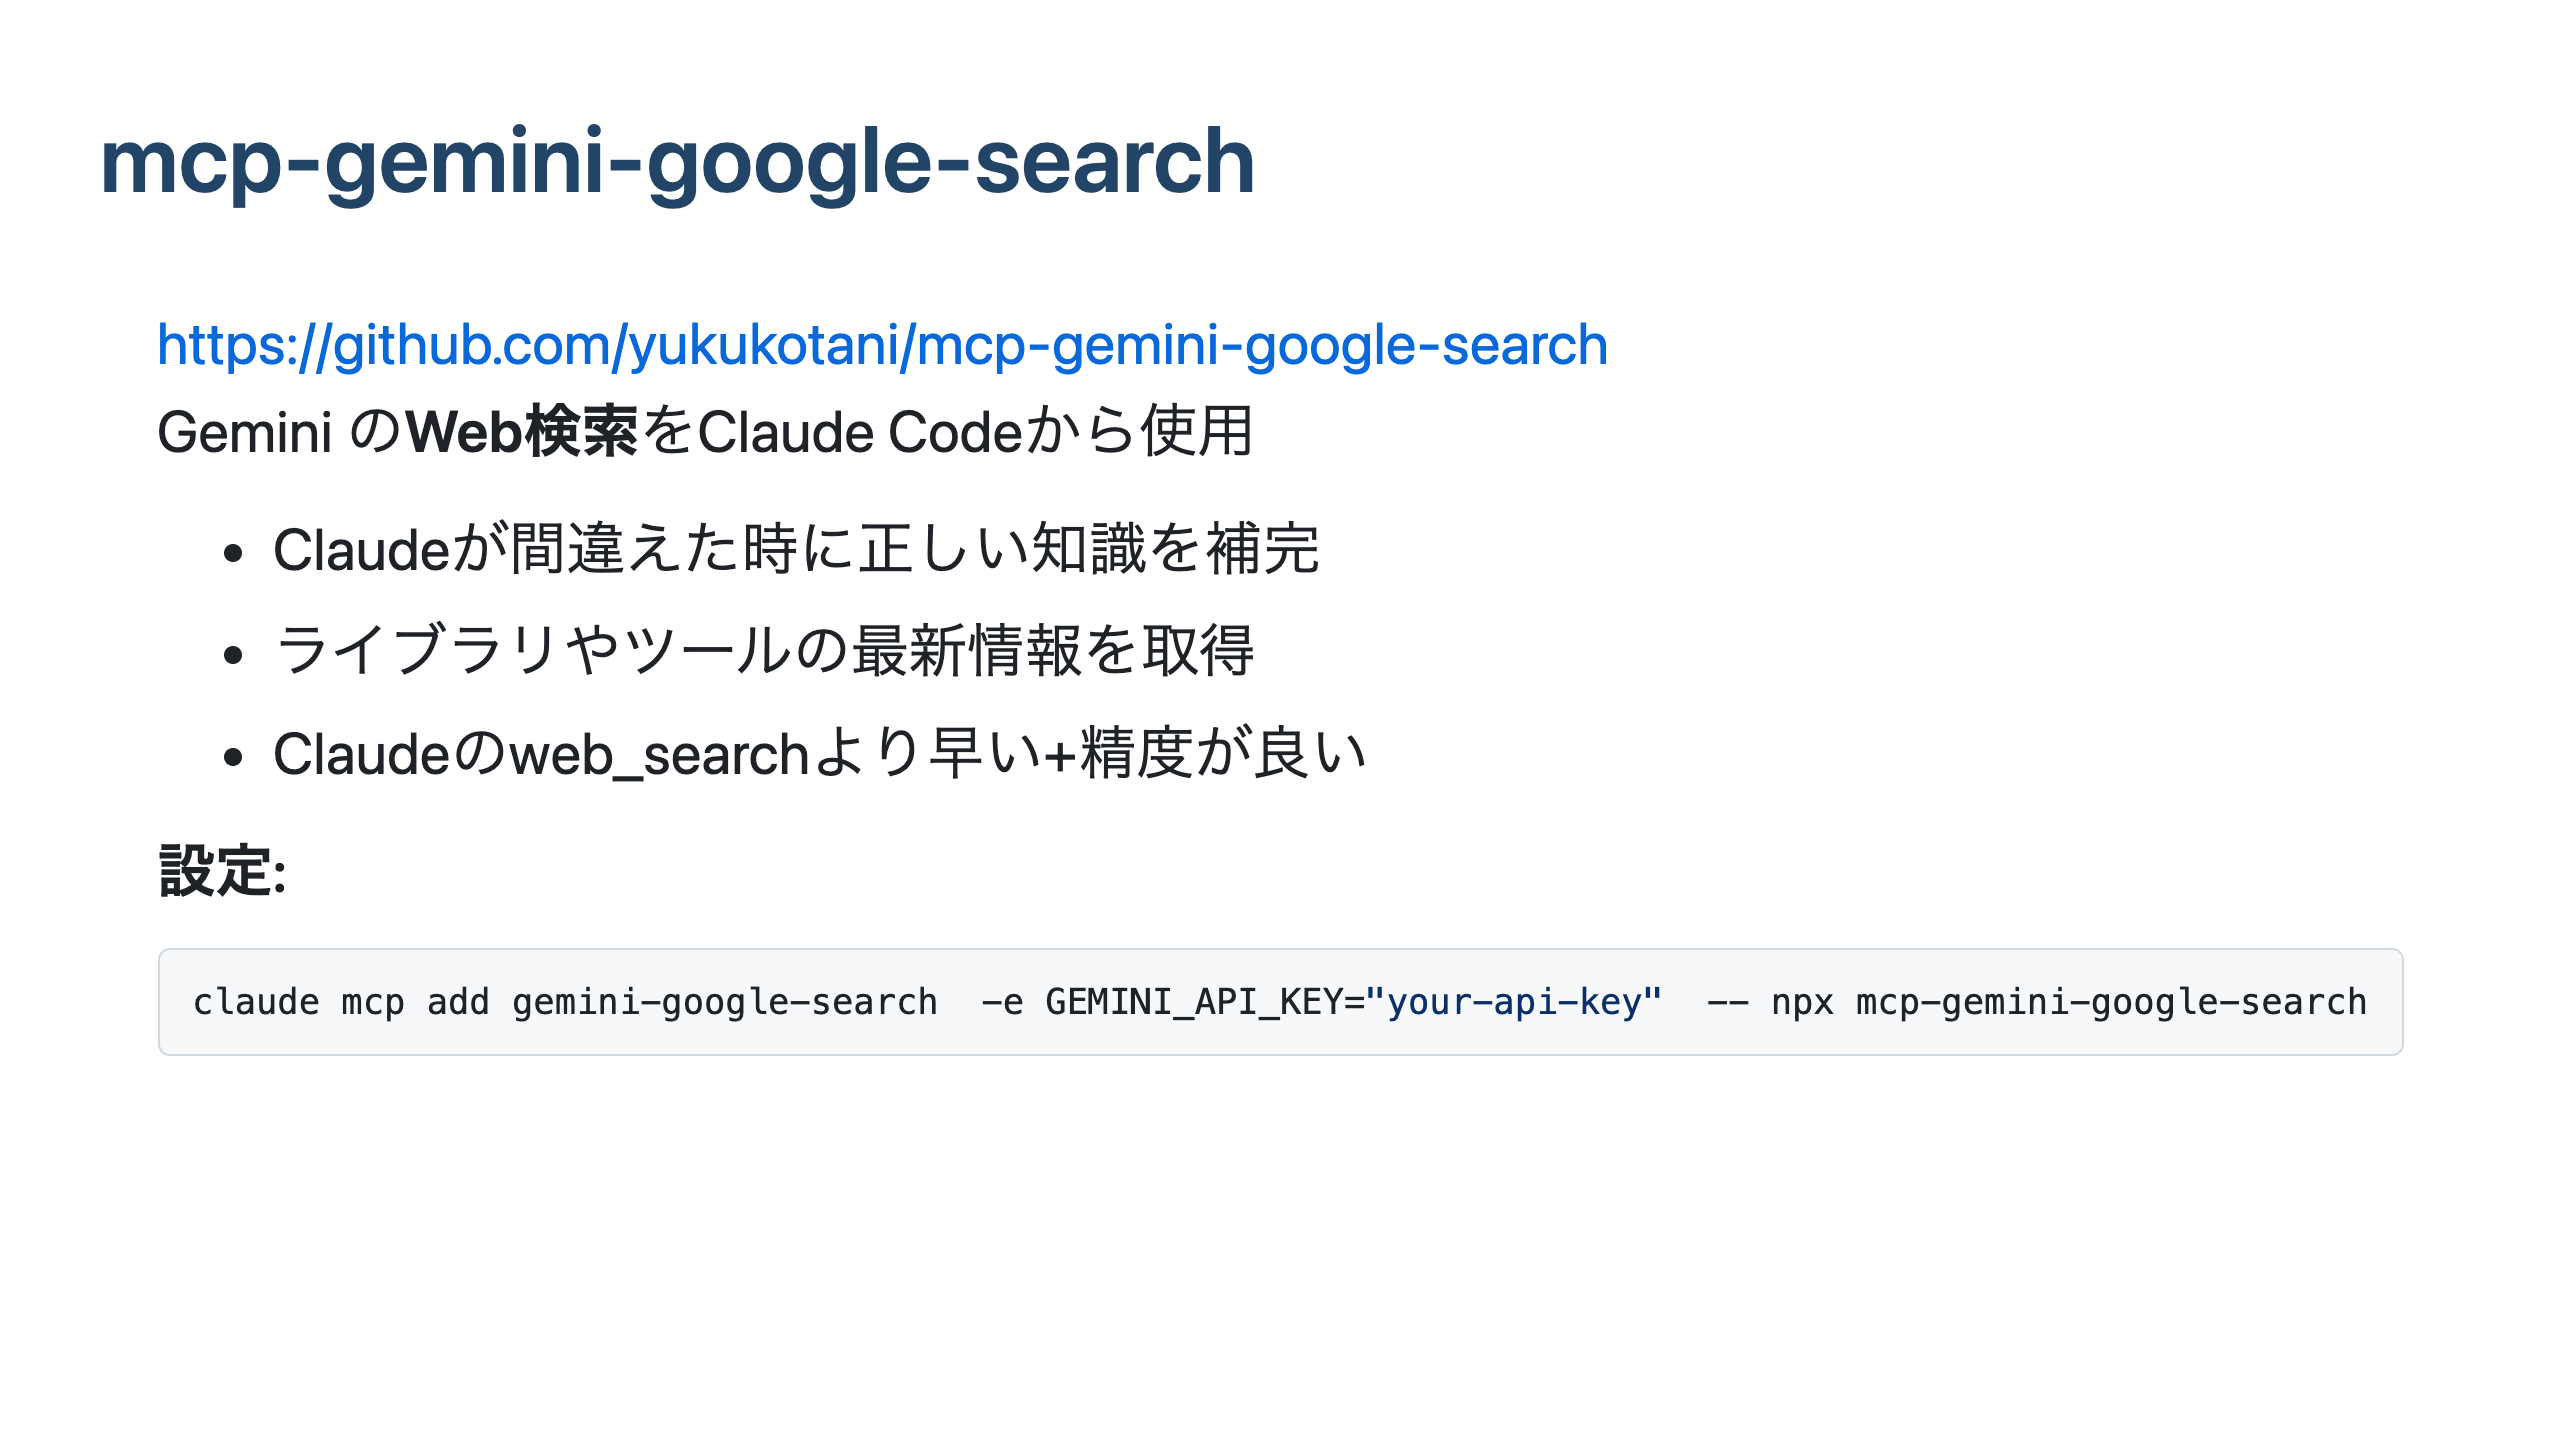 mcp-gemini-google-search
https://github.com/yukukotani/mcp-gemini-google-search
Gemini のWeb検索をClaude Codeから使用
• Claudeが間違えた時に正しい知識を補完
• ライブラリやツールの最新情報を取得
• Claudeのweb_searchより早い+精度が良い
設定:
claude mcp add gemini-google-search  -e GEMINI_API_KEY="your-api-key"  -- npx mcp-gemini-google-search